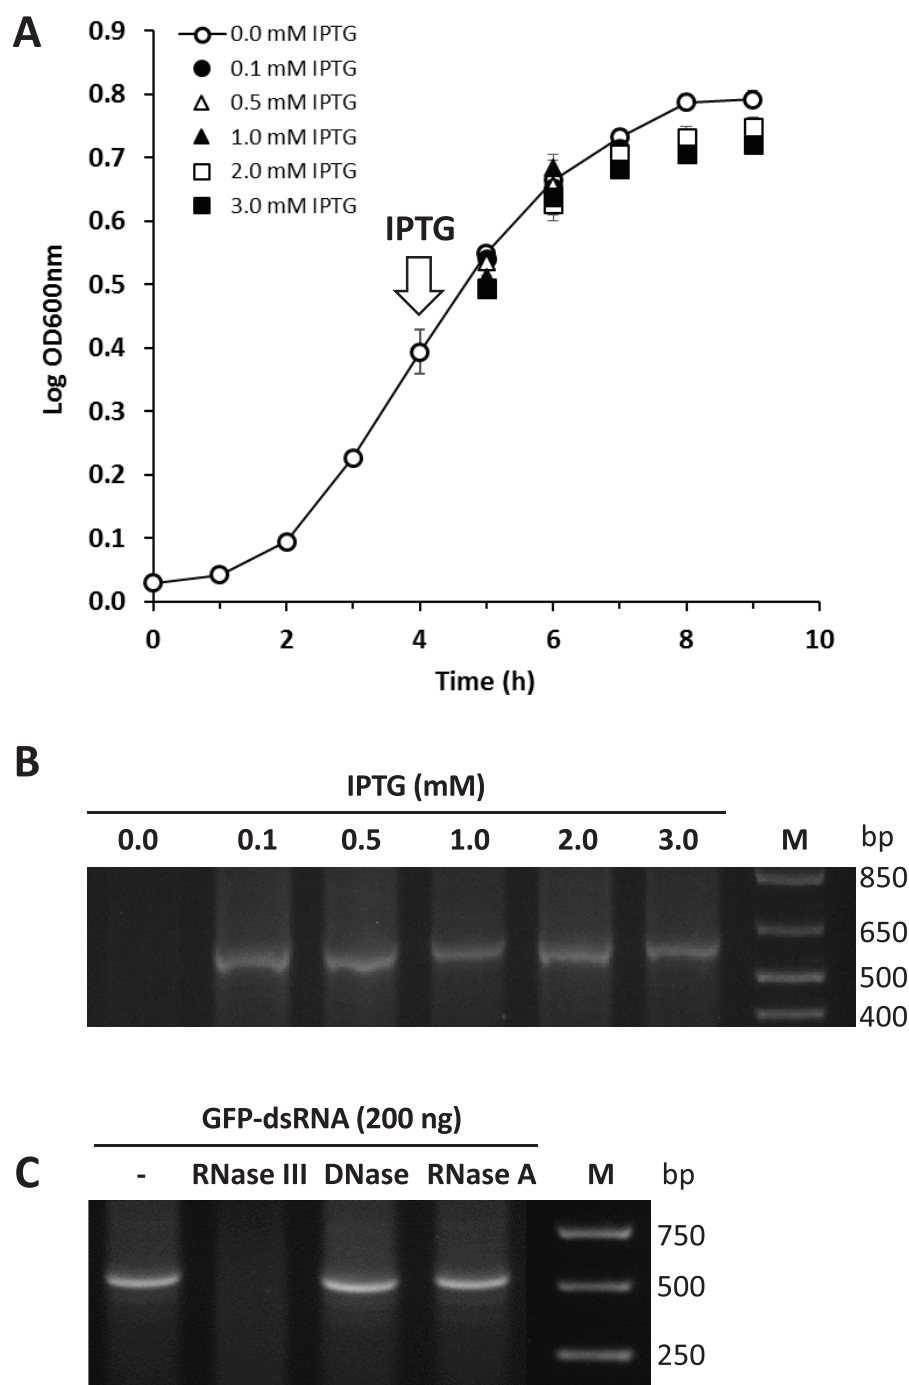 A
0.9
0.8
0.7
0.6
0.5
0.4
0.3
0.2
0.1
0.0
Log OD600nm
0.0 mM IPTG
0.1 mM IPTG
0.5 mM IPTG
1.0 mM IPTG
2.0 mM IPTG
3.0 mM IPTG
IPTG
0 2 4 6 8 10
Time (h)
B
IPTG (mM)
0.0 0.1 0.5 1.0 2.0 3.0 M bp
850
650
500
400
GFP-dsRNA (200 ng)
C
- RNase III DNase RNase A M bp
750
500
250